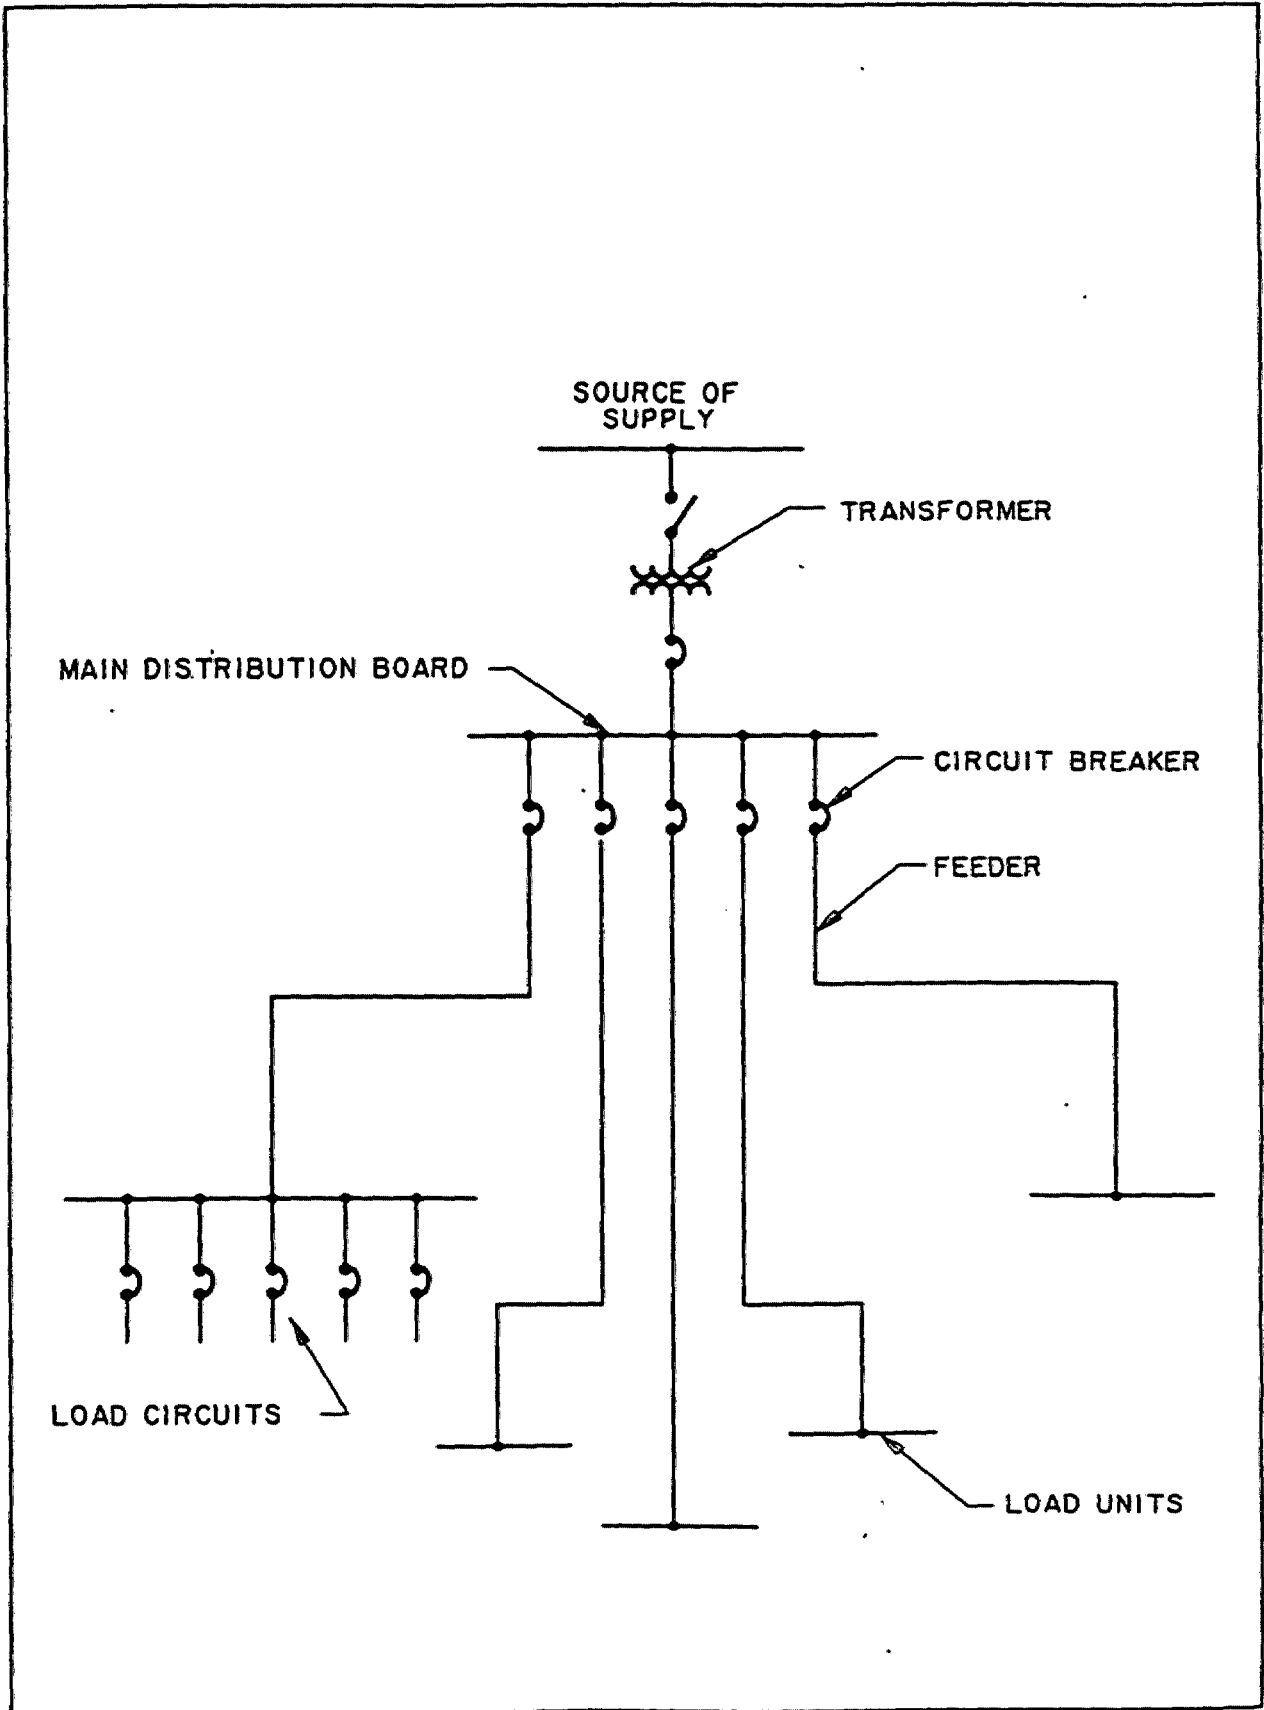 SOURCE OF
SUPPLY
TRANSFORMER
MAIN DISTRIBUTION BOARD
CIRCUIT BREAKER
FEEDER
LOAD CIRCUITS
LOAD UNITS